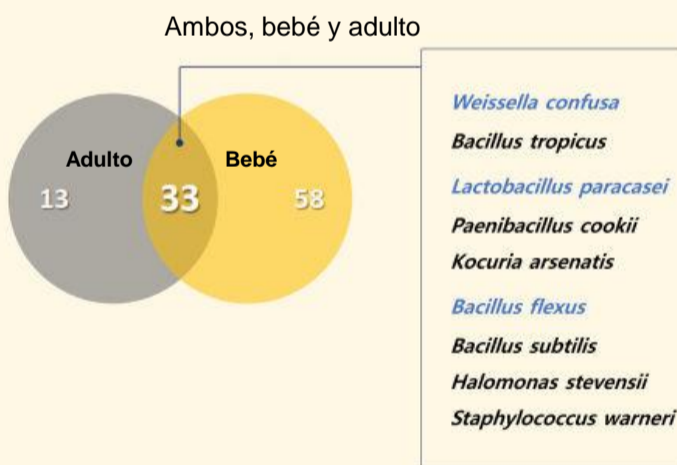 Ambos, bebé y adulto
Adulto
Bebé
13
33
58
Weissella confusa
Bacillus tropicus
Lactobacillus paracasei
Paenibacillus cookii
Kocuria arsenatis
Bacillus flexus
Bacillus subtilis
Halomonas stevensii
Staphylococcus warneri